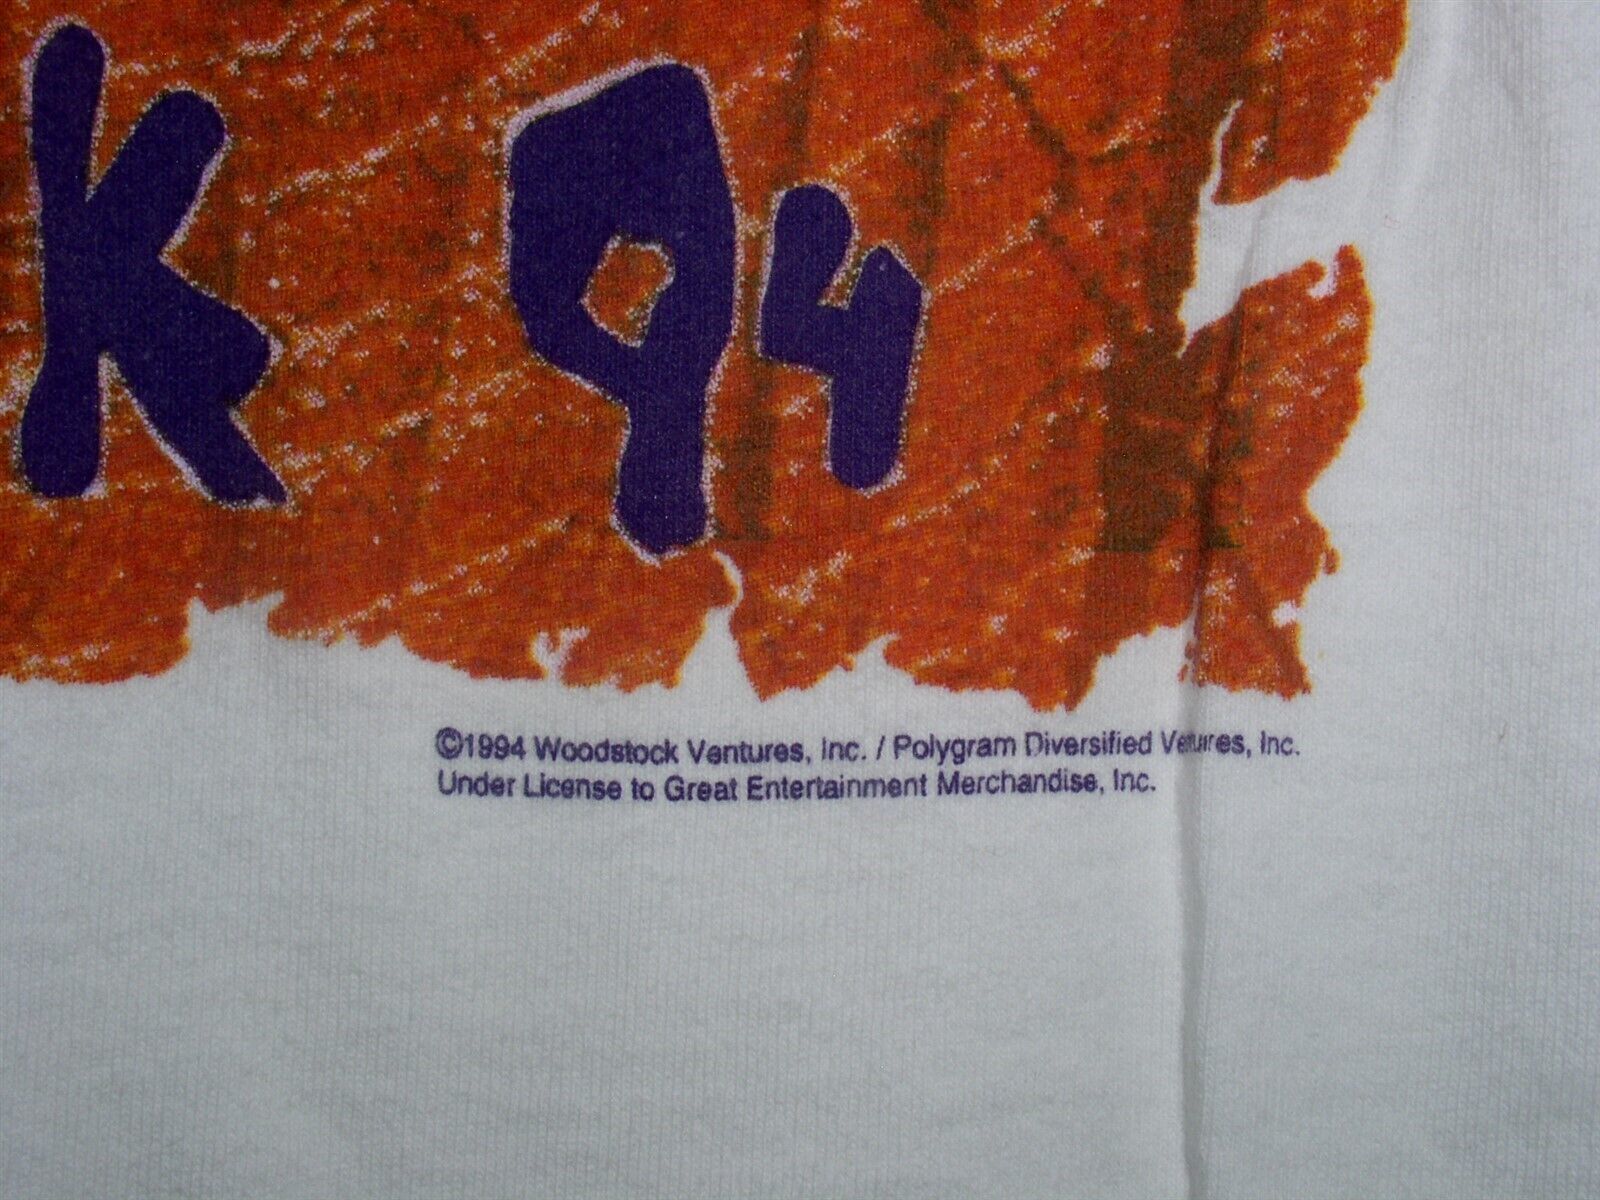 K 94
©1994 Woodstock Ventures, Inc. / Polygram Diversified Ventures, Inc.
Under License to Great Entertainment Merchandise, Inc.